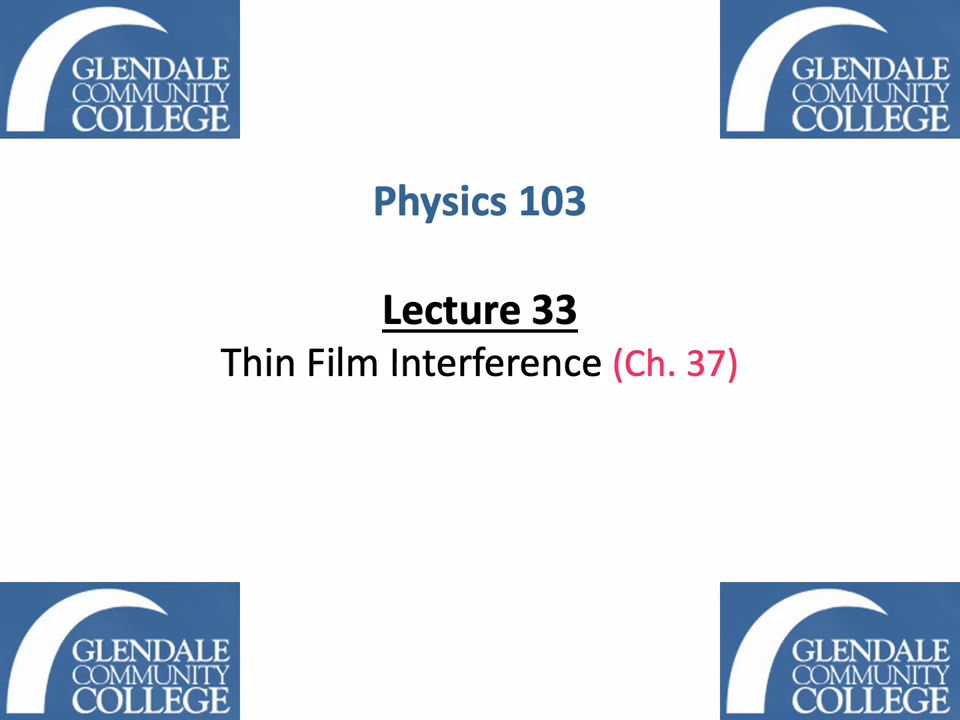 GLENDALE
COMMUNITY
COLLEGE
GLENDALE
COMMUNITY
COLLEGE
Physics 103
Lecture 33
Thin Film Interference (Ch. 37)
GLENDALE
COMMUNITY
COLLEGE
GLENDALE
COMMUNITY
COLLEGE